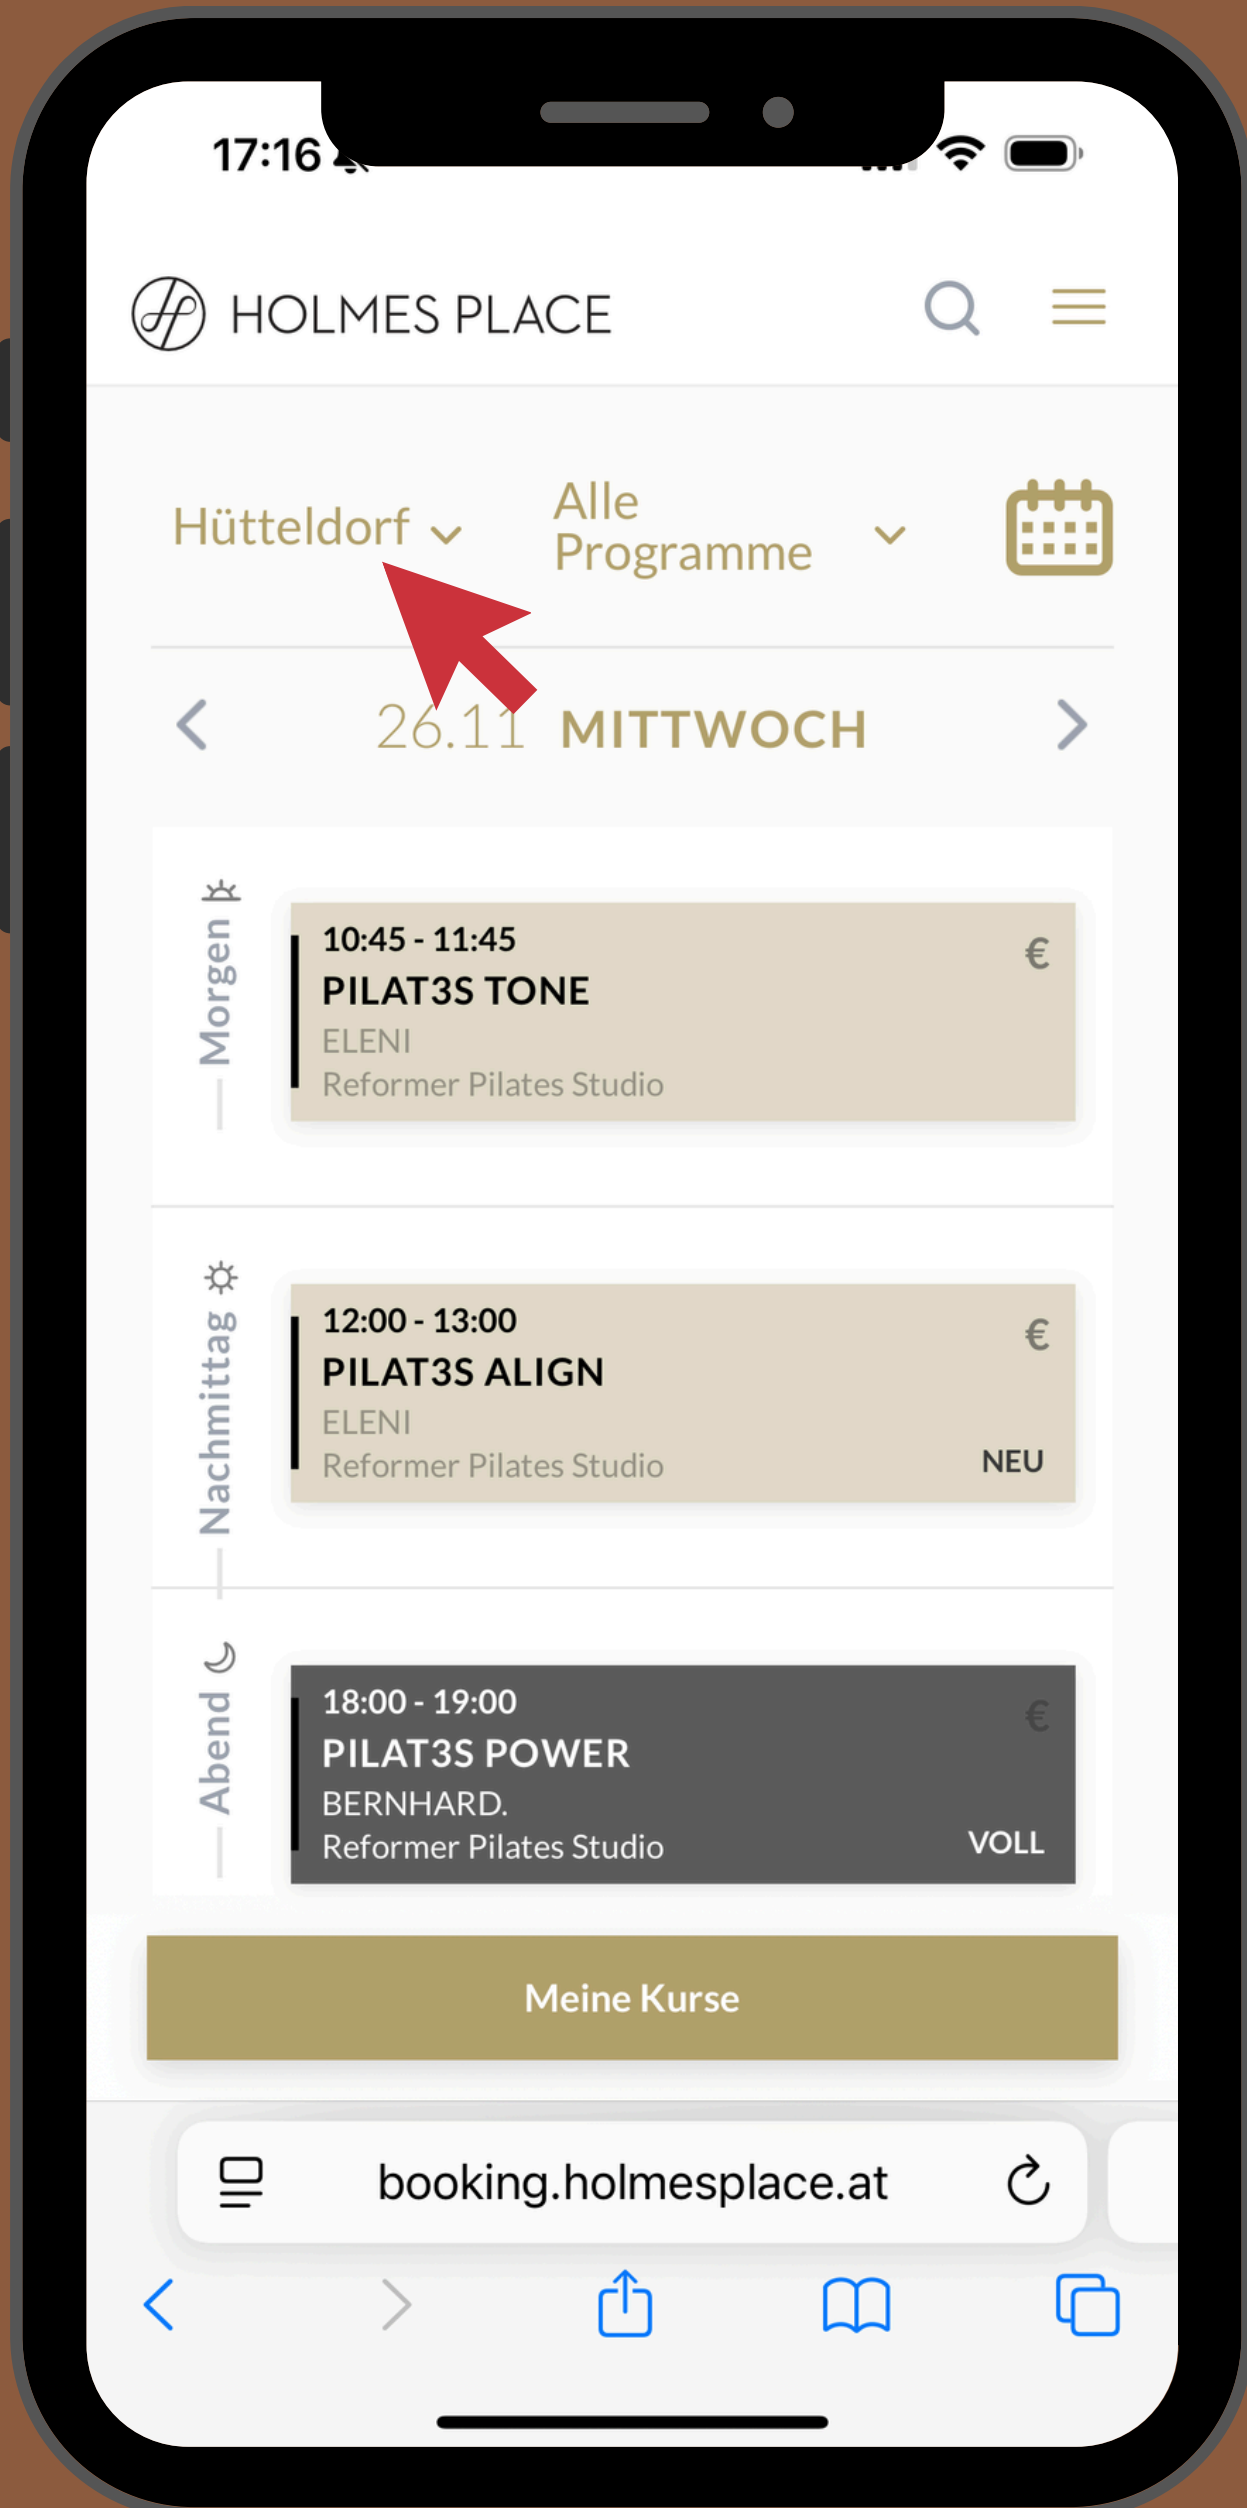 17:16
HOLMES PLACE
Hütteldorf
Alle
Programme
26.11 MITTWOCH
Morgen
10:45 - 11:45
€
PILAT3S TONE
ELENI
Reformer Pilates Studio
Nachmittag
12:00 - 13:00
€
PILAT3S ALIGN
ELENI
Reformer Pilates Studio
NEU
Abend
18:00 - 19:00
€
PILAT3S POWER
BERNHARD.
Reformer Pilates Studio
VOLL
Meine Kurse
booking.holmesplace.at